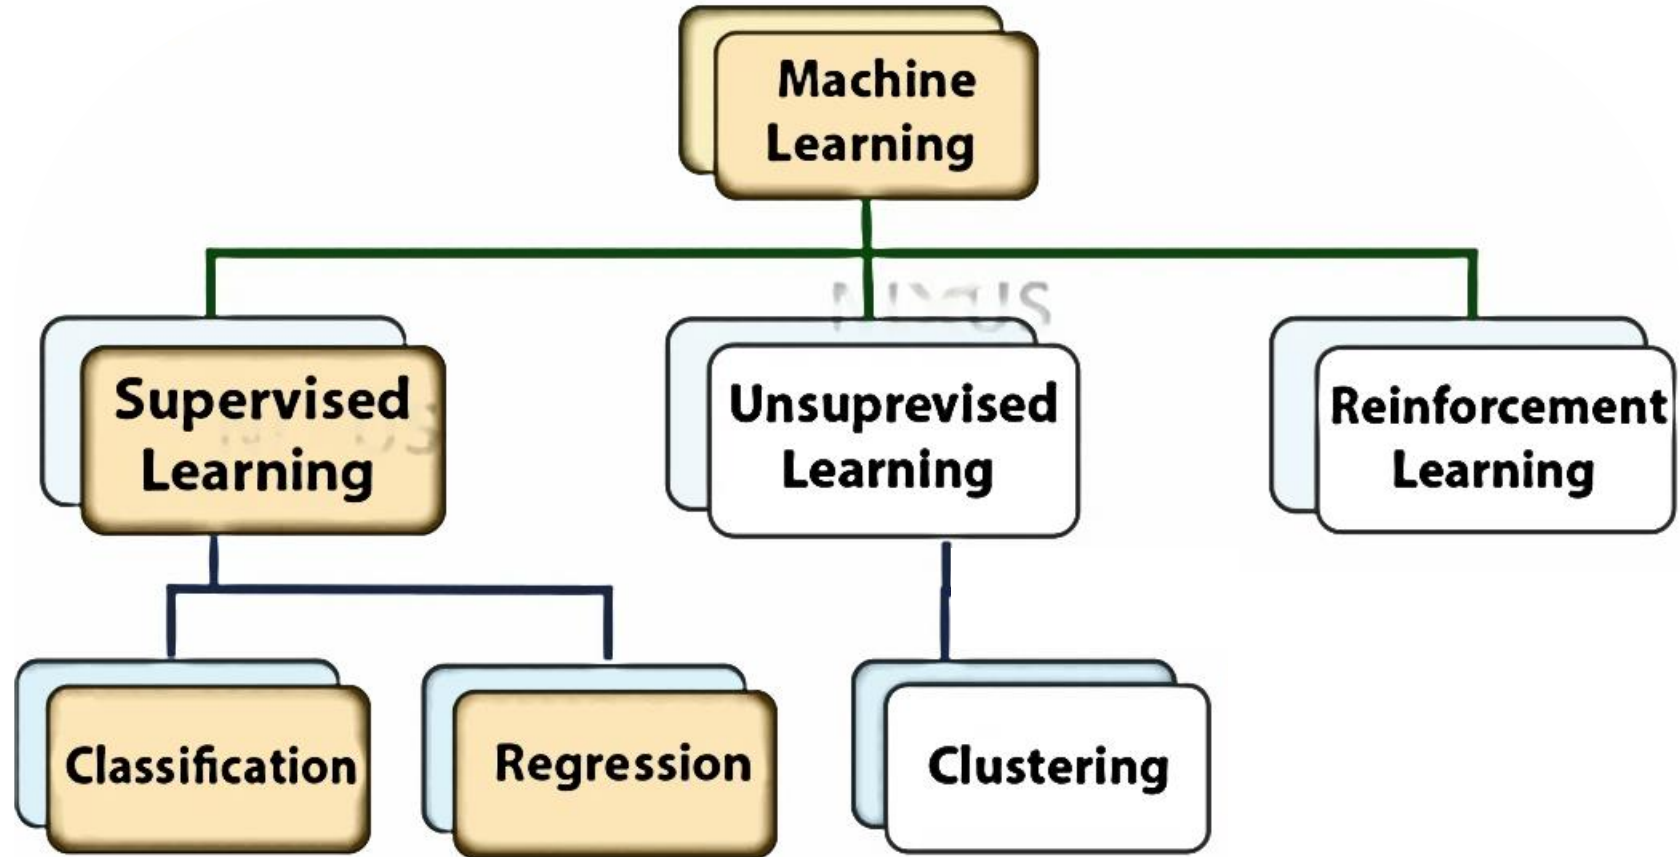 Machine
Learning
Supervised
Learning
Unsuprevised
Learning
Reinforcement
Learning
Classification
Regression
Clustering